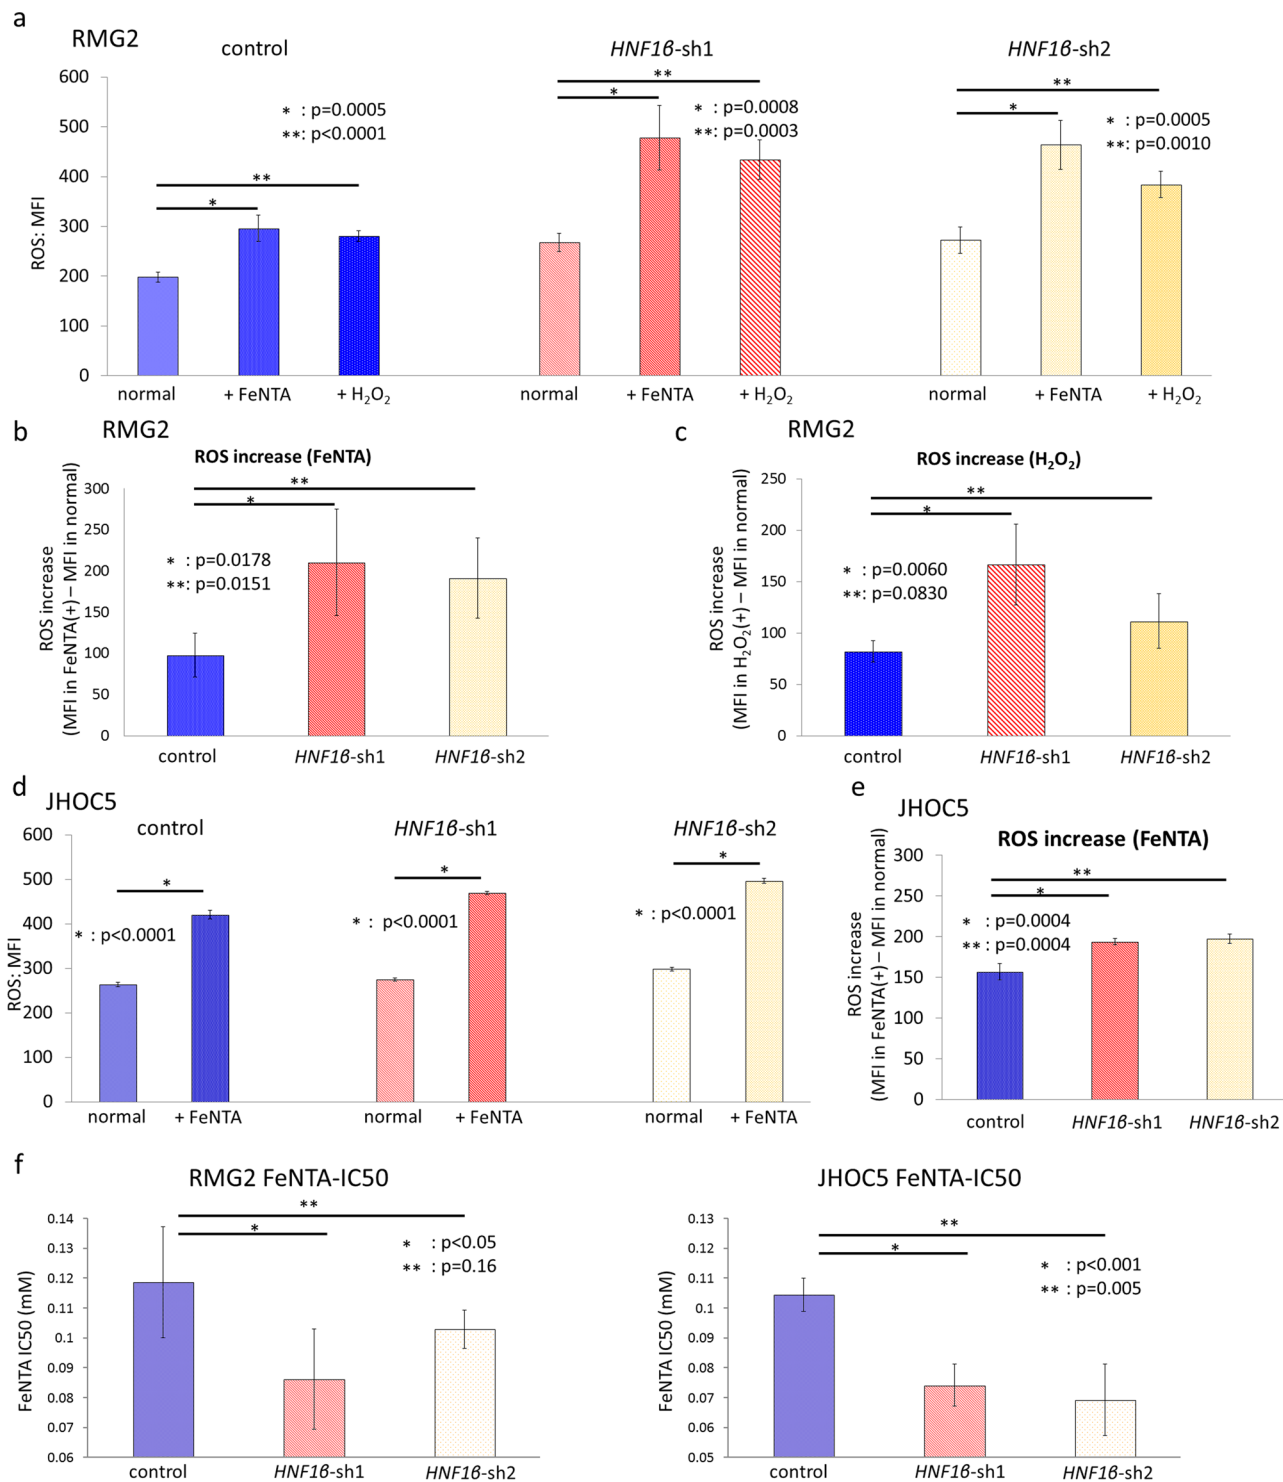 a
RMG2
control
HNF1β-sh1
HNF1β-sh2
ROS: MFI
600
500
400
300
200
100
0
* : p=0.0005
**: p<0.0001
* : p=0.0008
**: p=0.0003
* : p=0.0005
**: p=0.0010
*
**
*
**
*
**
normal
+ FeNTA
+ H₂O₂
normal
+ FeNTA
+ H₂O₂
normal
+ FeNTA
+ H₂O₂
b
RMG2
ROS increase (FeNTA)
ROS increase
(MFI in FeNTA(+) – MFI in normal)
300
250
200
150
100
50
0
**
*
* : p=0.0178
**: p=0.0151
control
HNF1β-sh1
HNF1β-sh2
c
RMG2
ROS increase (H₂O₂)
ROS increase
(MFI in H₂O₂(+) – MFI in normal)
250
200
150
100
50
0
**
*
* : p=0.0060
**: p=0.0830
control
HNF1β-sh1
HNF1β-sh2
d
JHOC5
control
HNF1β-sh1
HNF1β-sh2
ROS: MFI
600
500
400
300
200
100
0
*
* : p<0.0001
*
* : p<0.0001
*
* : p<0.0001
normal
+ FeNTA
normal
+ FeNTA
normal
+ FeNTA
e
JHOC5
ROS increase (FeNTA)
ROS increase
(MFI in FeNTA(+) – MFI in normal)
300
250
200
150
100
50
0
**
*
* : p=0.0004
** : p=0.0004
control
HNF1β-sh1
HNF1β-sh2
f
RMG2 FeNTA-IC50
FeNTA IC50 (mM)
0.14
0.13
0.12
0.11
0.1
0.09
0.08
0.07
0.06
**
*
* : p<0.05
** : p=0.16
control
HNF1β-sh1
HNF1β-sh2
JHOC5 FeNTA-IC50
FeNTA IC50 (mM)
0.13
0.12
0.11
0.1
0.09
0.08
0.07
0.06
0.05
**
*
* : p<0.001
** : p=0.005
control
HNF1β-sh1
HNF1β-sh2